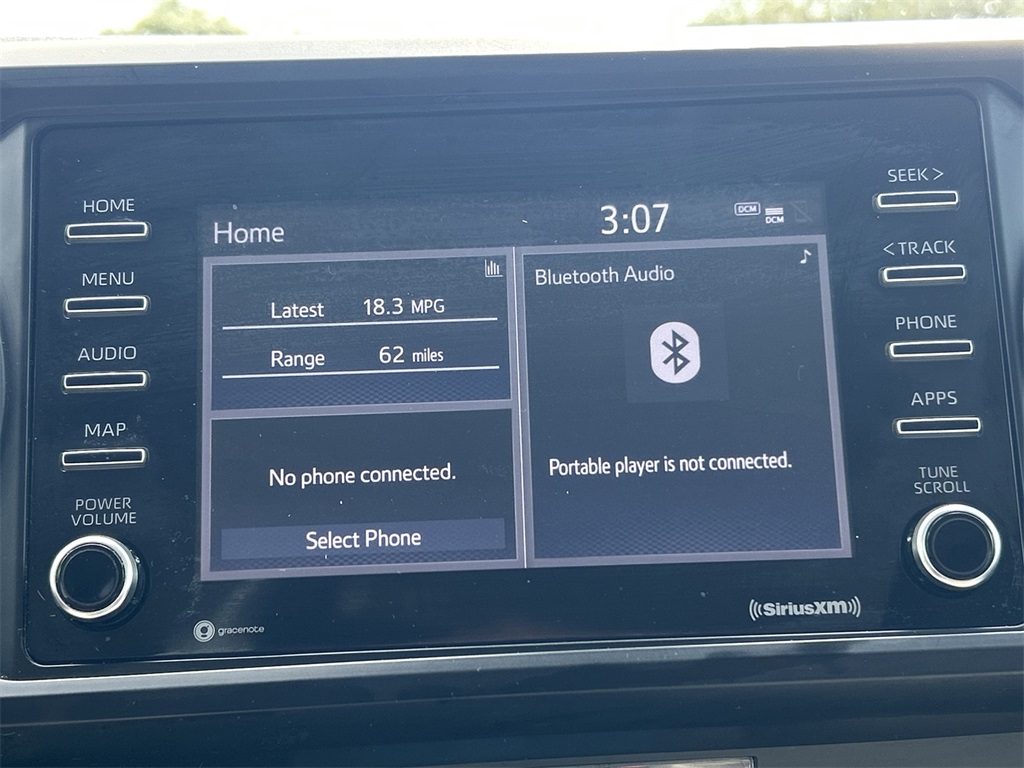 HOME
MENU
AUDIO
MAP
POWER
VOLUME
Home
3:07
DCM
DCM
Latest 18.3 MPG
Range 62 miles
No phone connected.
Select Phone
Bluetooth Audio
Portable player is not connected.
SEEK >
< TRACK
PHONE
APPS
TUNE
SCROLL
gracenote
SiriusXM